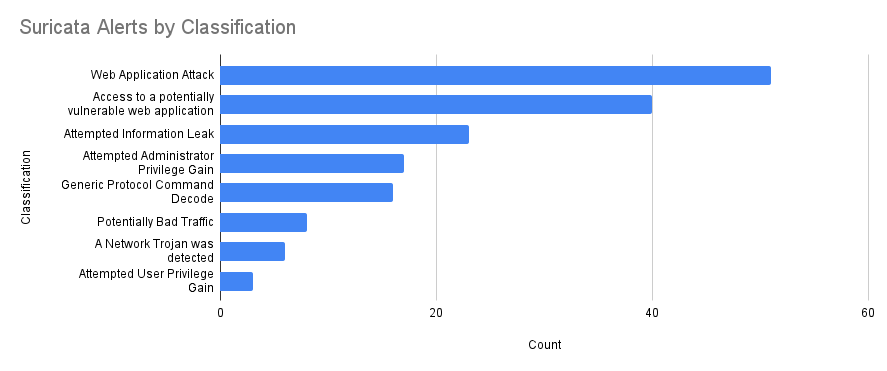 Suricata Alerts by Classification
Classification
Web Application Attack
Access to a potentially
vulnerable web application
Attempted Information Leak
Attempted Administrator
Privilege Gain
Generic Protocol Command
Decode
Potentially Bad Traffic
A Network Trojan was
detected
Attempted User Privilege
Gain
0
20
40
60
Count